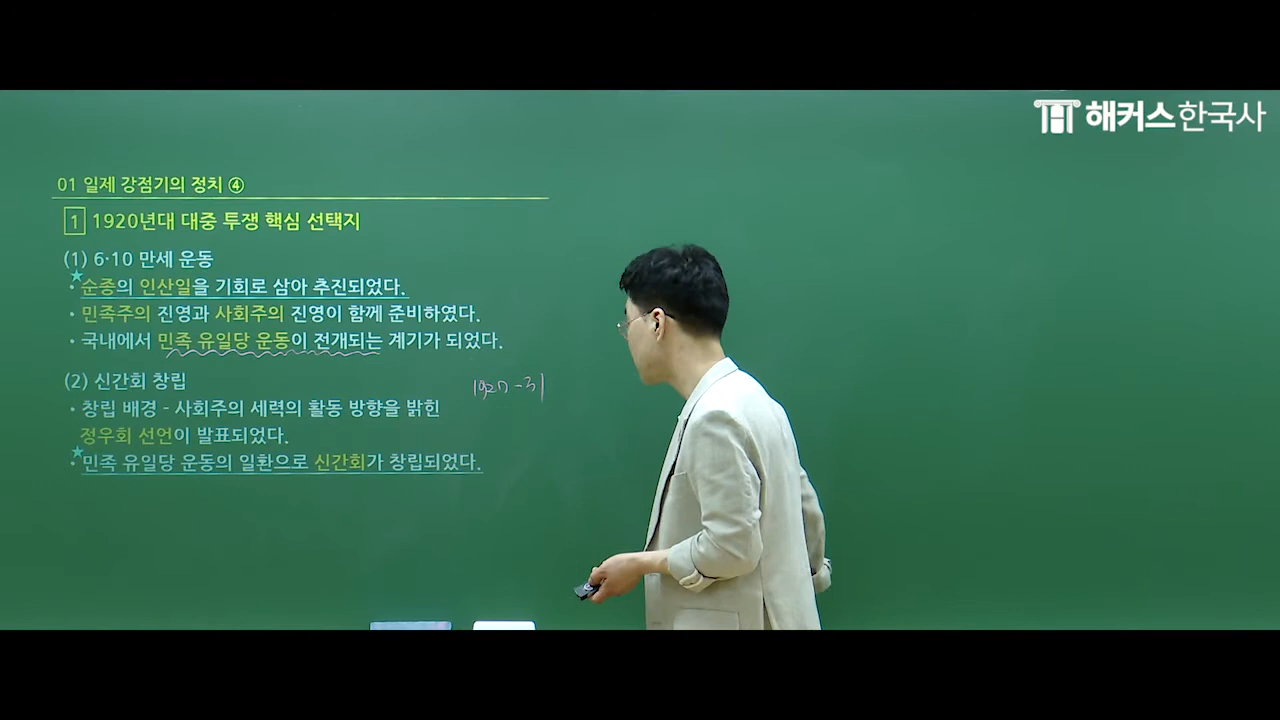 해커스한국사
01 일제 강점기의 정치 ④
1 1920년대 대중 투쟁 핵심 선택지
(1) 6·10 만세 운동
• 순종의 인산일을 기회로 삼아 추진되었다.
• 민족주의 진영과 사회주의 진영이 함께 준비하였다.
• 국내에서 민족 유일당 운동이 전개되는 계기가 되었다.
(2) 신간회 창립
1927-31
• 창립 배경 - 사회주의 세력의 활동 방향을 밝힌
정우회 선언이 발표되었다.
• 민족 유일당 운동의 일환으로 신간회가 창립되었다.